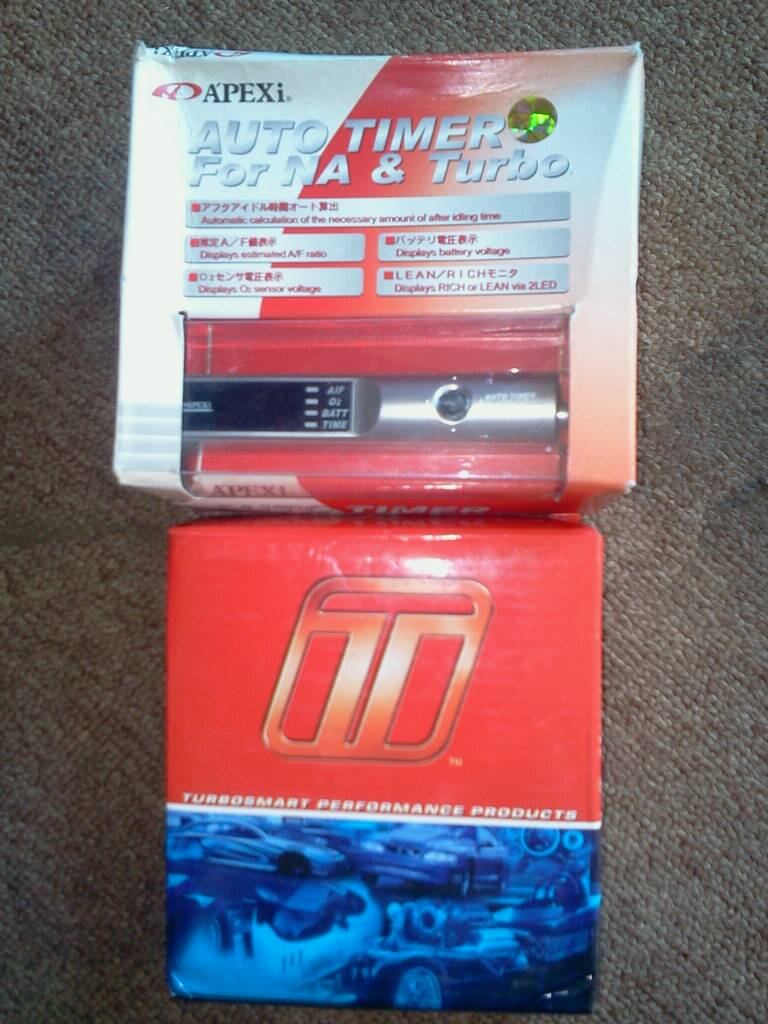 A'PEXi®
AUTO TIMER
For NA & Turbo
■アフタアイドル時間オート算出
Automatic calculation of the necessary amount of after idling time
■推定A/F値表示
Displays estimated A/F ratio
■バッテリ電圧表示
Displays battery voltage
■O₂センサ電圧表示
Displays O₂ sensor voltage
■LEAN/RICHモニタ
Displays RICH or LEAN via 2LED
A/F
O₂
BATT
TIME
AUTO TIMER
APEXi
AUTO TIMER
T
TM
TURBOSMART PERFORMANCE PRODUCTS